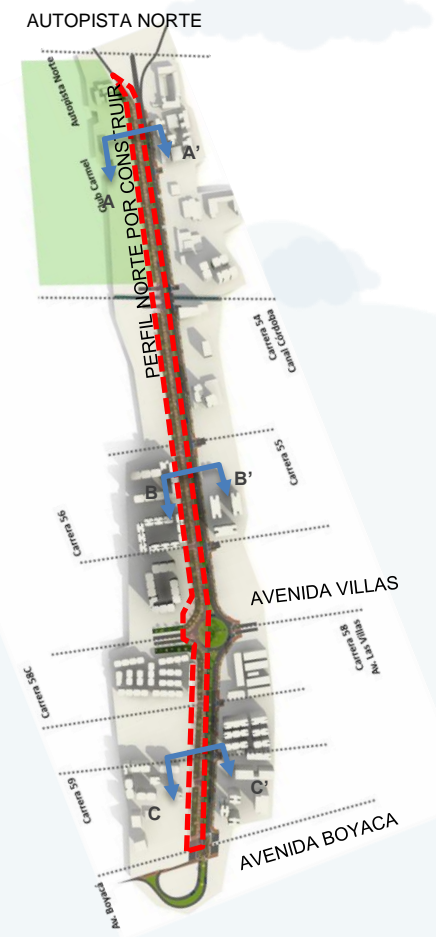 AUTOPISTA NORTE
Autopista Norte
A'
Club Carmel
A
PERFIL NORTE POR CONSTRUIR
Carrera 54
Canal Córdoba
Carrera 55
B
B'
Carrera 56
AVENIDA VILLAS
Carrera 58
Av. Las Villas
Carrera 58C
C
C'
Carrera 59
AVENIDA BOYACA
Av. Boyacá